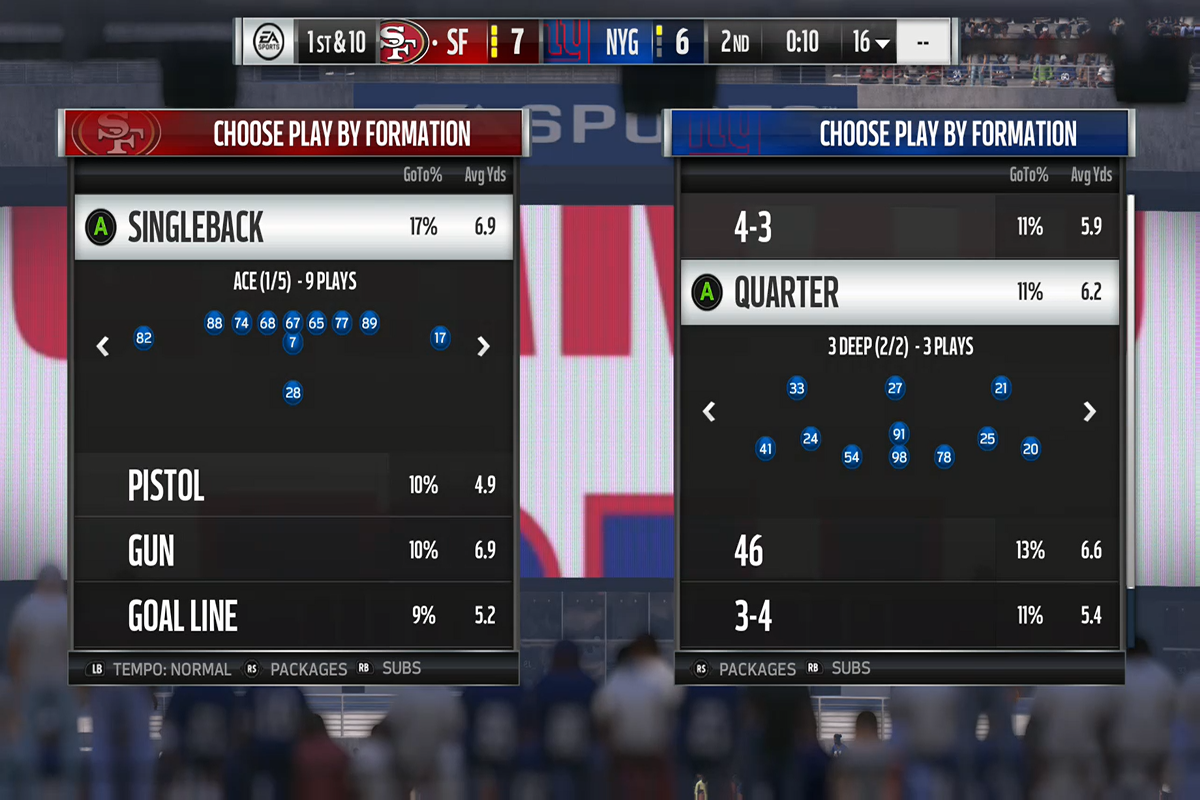 EA SPORTS 1ST & 10 SF SF 7 NYG 6 2ND 0:10 16 --
SPO
CHOOSE PLAY BY FORMATION
GoTo% Avg Yds
A SINGLEBACK 17% 6.9
ACE (1/5) - 9 PLAYS
88 74 68 67 65 77 89
82 7 17
28
PISTOL 10% 4.9
GUN 10% 6.9
GOAL LINE 9% 5.2
LB TEMPO: NORMAL RS PACKAGES RB SUBS
CHOOSE PLAY BY FORMATION
GoTo% Avg Yds
4-3 11% 5.9
A QUARTER 11% 6.2
3 DEEP (2/2) - 3 PLAYS
33 27 21
41 24 54 91 98 78 25 20
46 13% 6.6
3-4 11% 5.4
RS PACKAGES RB SUBS